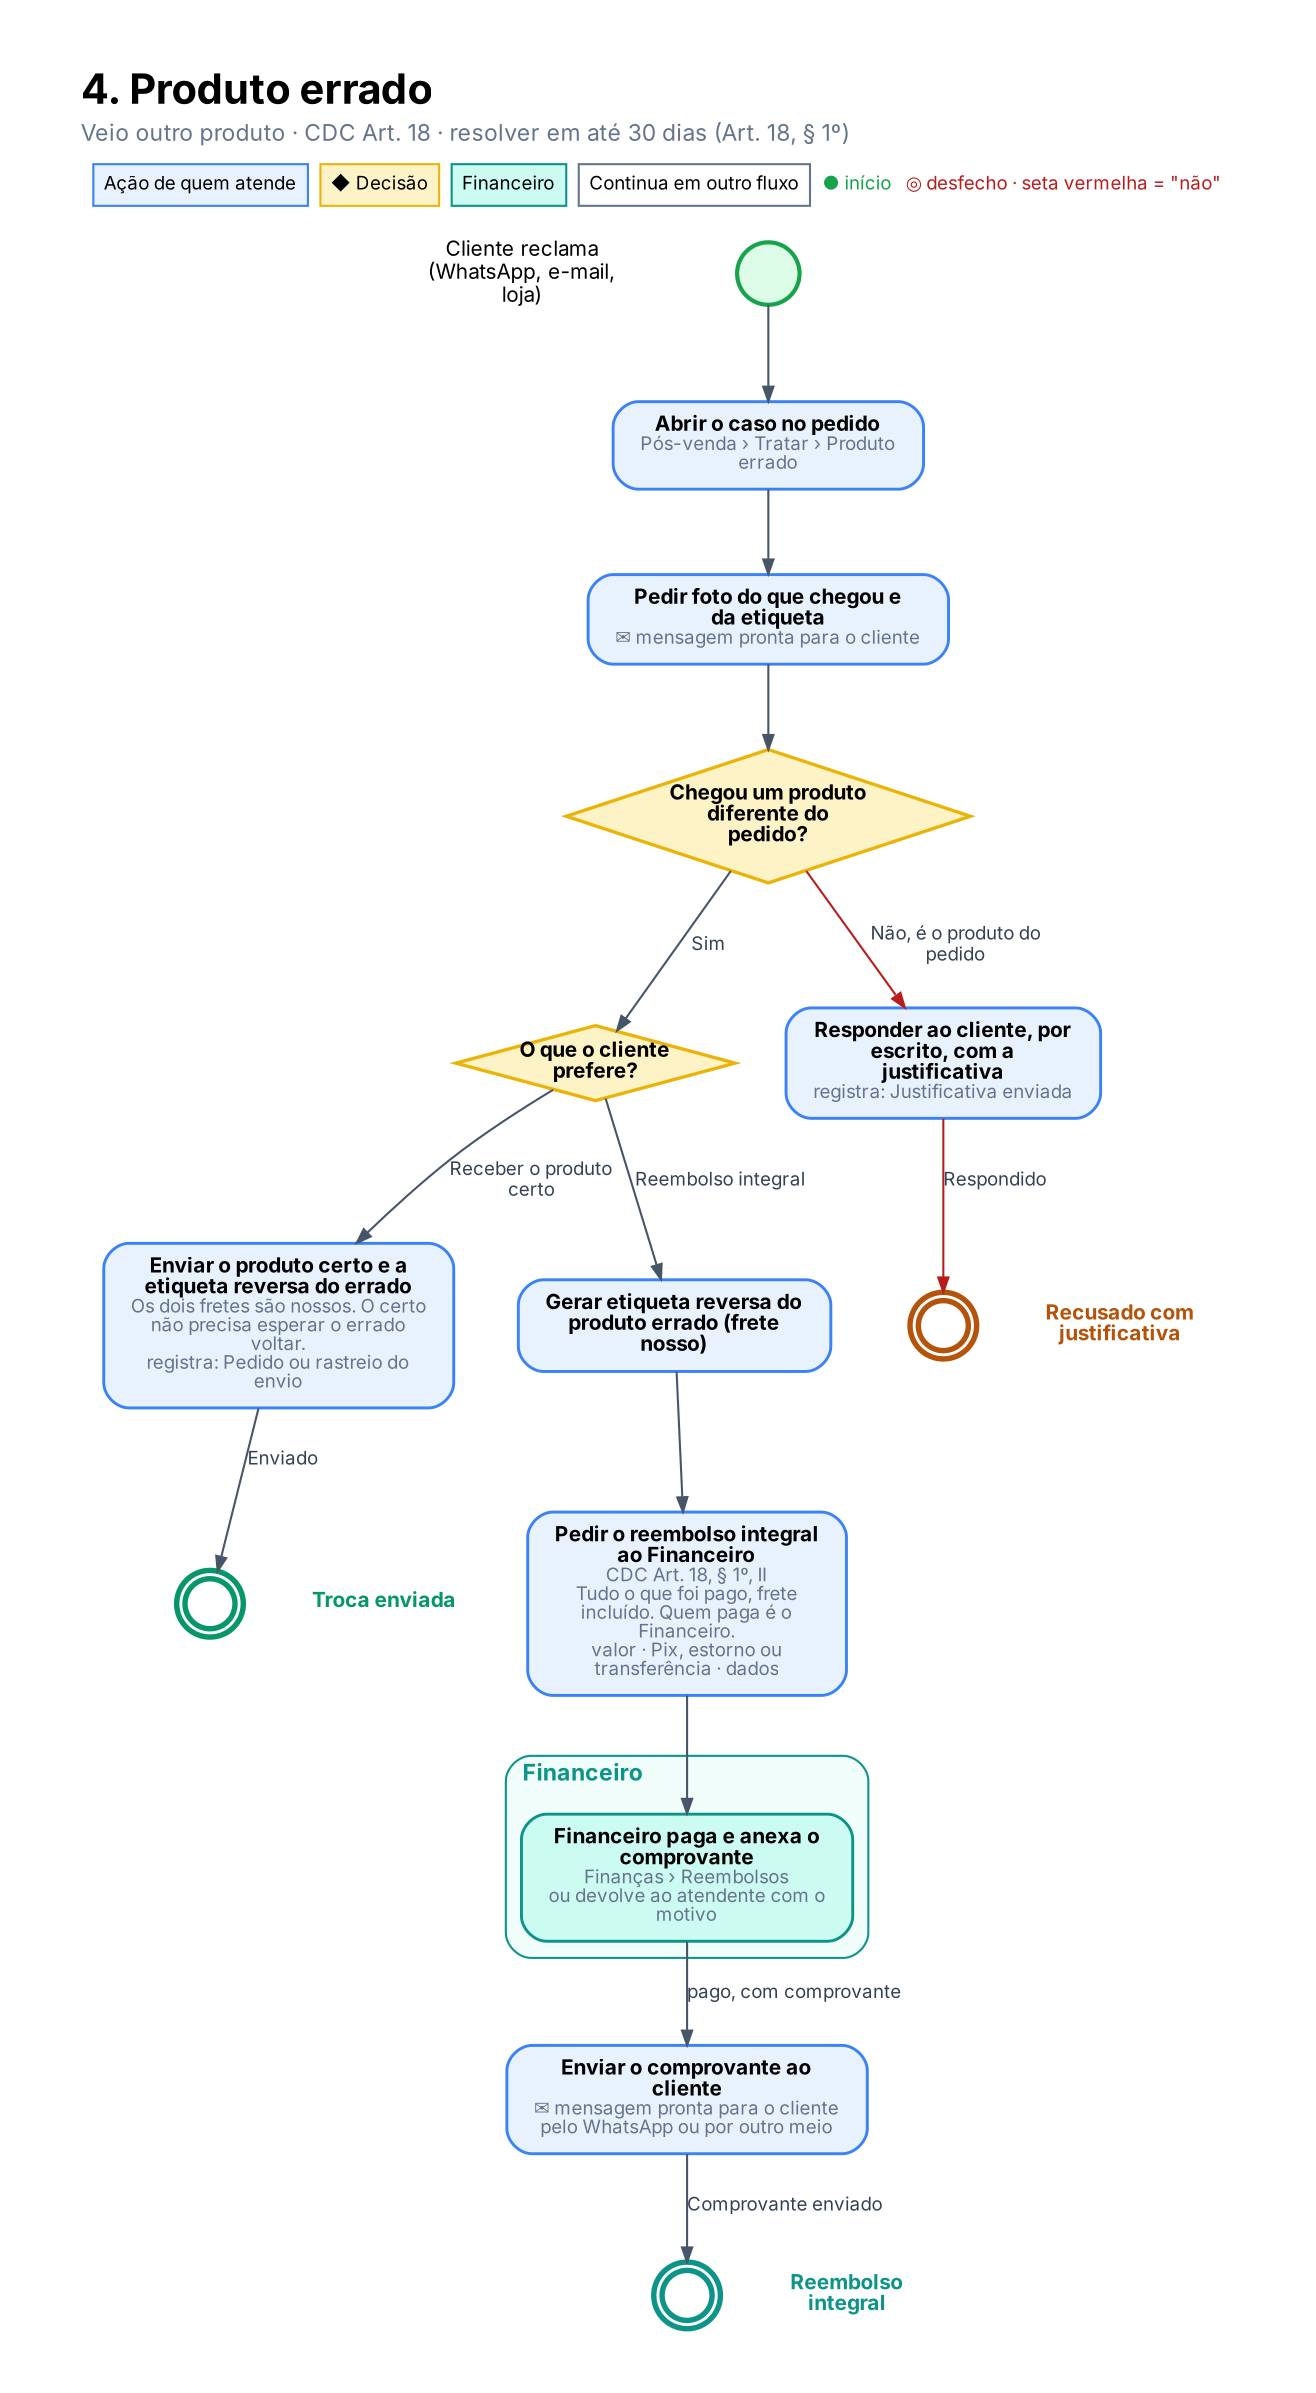 4. Produto errado
Veio outro produto · CDC Art. 18 · resolver em até 30 dias (Art. 18, § 1º)
Ação de quem atende
◆ Decisão
Financeiro
Continua em outro fluxo
● início
◎ desfecho · seta vermelha = "não"
Cliente reclama
(WhatsApp, e-mail,
loja)
Abrir o caso no pedido
Pós-venda › Tratar › Produto
errado
Pedir foto do que chegou e
da etiqueta
✉ mensagem pronta para o cliente
Chegou um produto
diferente do
pedido?
Sim
Não, é o produto do
pedido
O que o cliente
prefere?
Responder ao cliente, por
escrito, com a
justificativa
registra: Justificativa enviada
Receber o produto
certo
Reembolso integral
Respondido
Enviar o produto certo e a
etiqueta reversa do errado
Os dois fretes são nossos. O certo
não precisa esperar o errado
voltar.
registra: Pedido ou rastreio do
envio
Gerar etiqueta reversa do
produto errado (frete
nosso)
Recusado com
justificativa
Enviado
Troca enviada
Pedir o reembolso integral
ao Financeiro
CDC Art. 18, § 1º, II
Tudo o que foi pago, frete
incluído. Quem paga é o
Financeiro.
valor · Pix, estorno ou
transferência · dados
Financeiro
Financeiro paga e anexa o
comprovante
Finanças › Reembolsos
ou devolve ao atendente com o
motivo
pago, com comprovante
Enviar o comprovante ao
cliente
✉ mensagem pronta para o cliente
pelo WhatsApp ou por outro meio
Comprovante enviado
Reembolso
integral